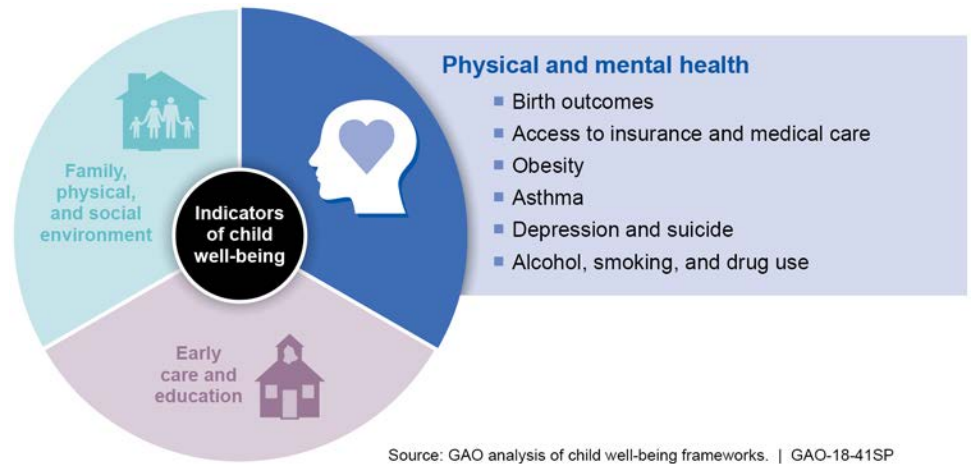 Family,
physical,
and social
environment
Indicators
of child
well-being
Early
care and
education
Physical and mental health
Birth outcomes
Access to insurance and medical care
Obesity
Asthma
Depression and suicide
Alcohol, smoking, and drug use
Source: GAO analysis of child well-being frameworks. | GAO-18-41SP